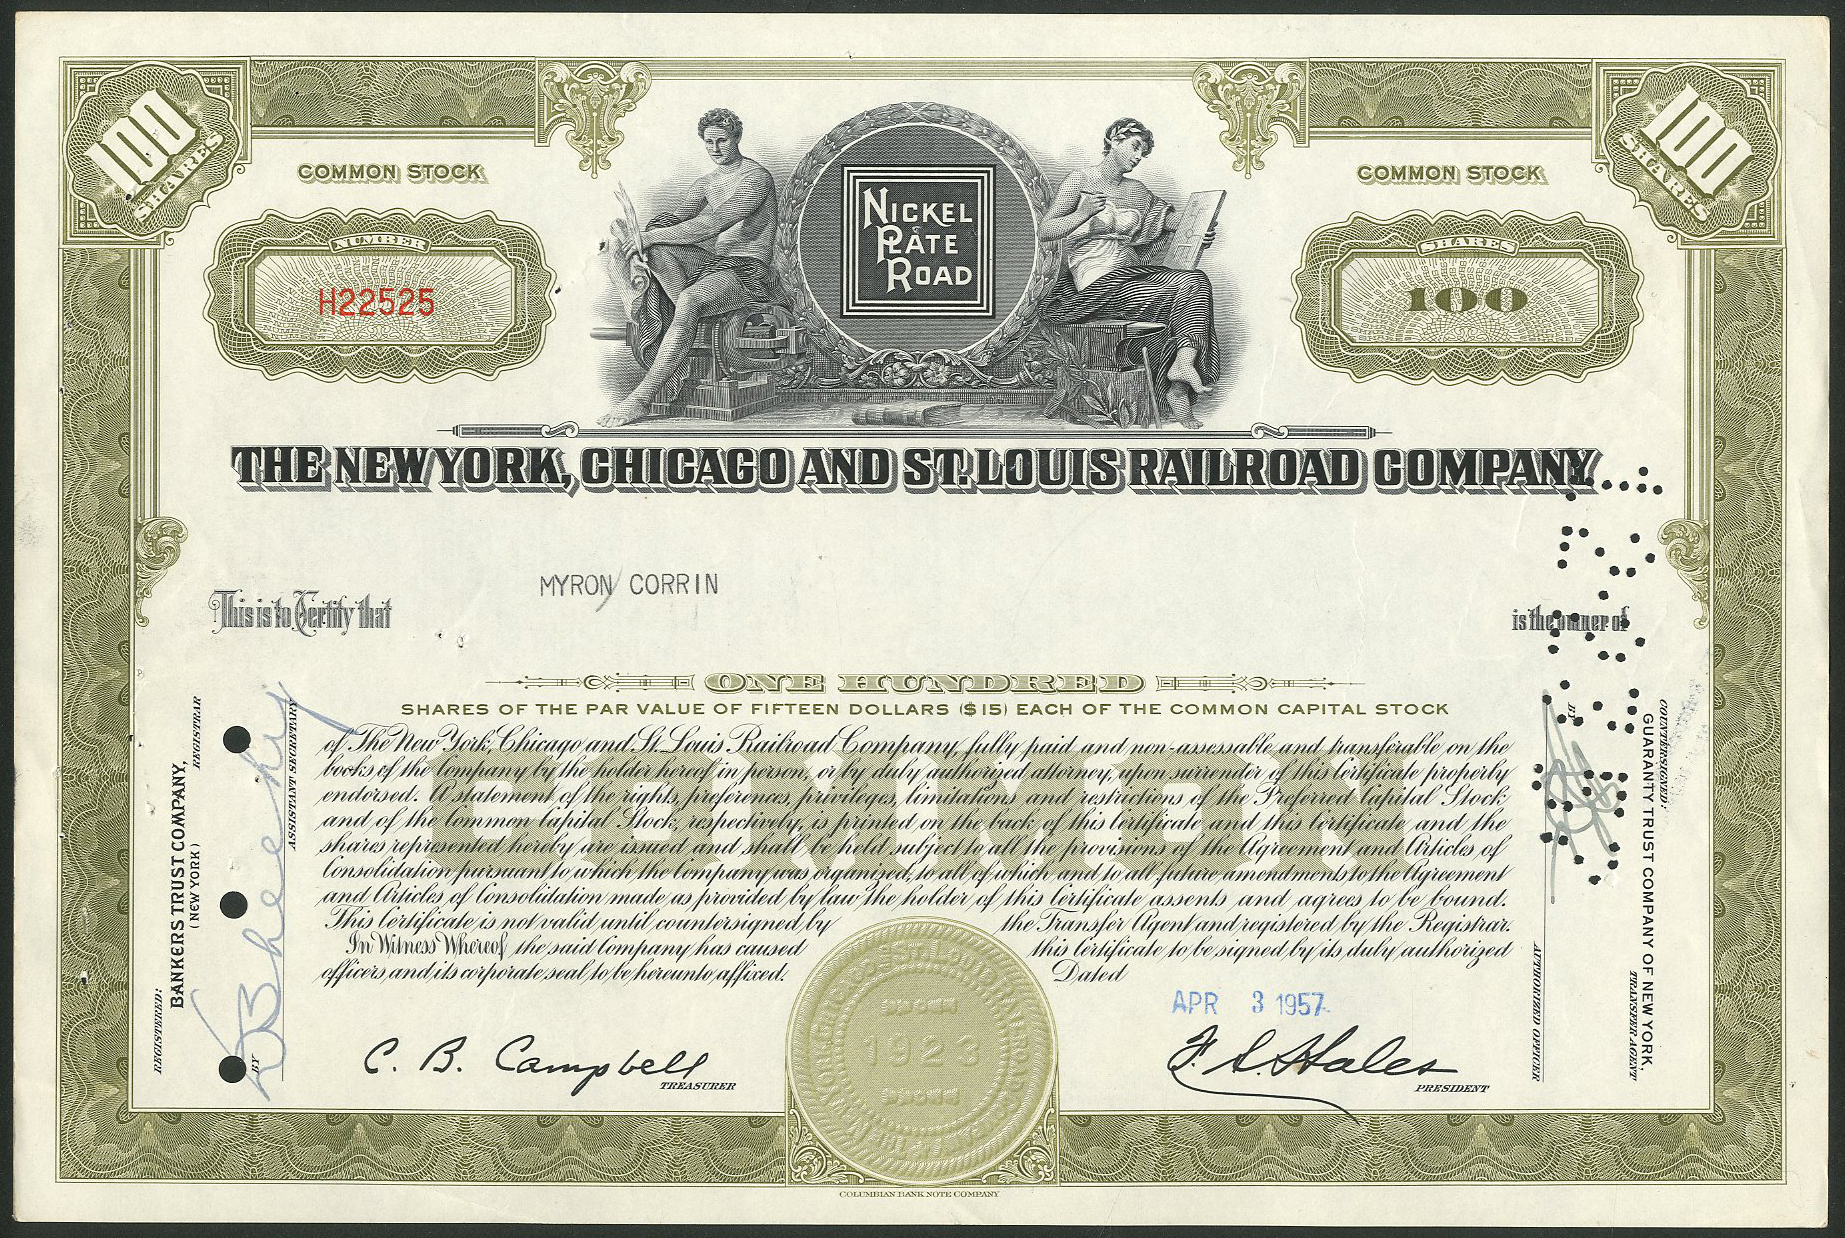 100
SHARES
100
SHARES
COMMON STOCK
COMMON STOCK
NICKEL
PLATE
ROAD
NUMBER
H22525
SHARES
100
THE NEW YORK, CHICAGO AND ST. LOUIS RAILROAD COMPANY
MYRON CORRIN
This is to Certify that
is the owner of
ONE HUNDRED
SHARES OF THE PAR VALUE OF FIFTEEN DOLLARS ($15) EACH OF THE COMMON CAPITAL STOCK
COMMON
of The New York, Chicago and St. Louis Railroad Company, fully paid and non-assessable and transferable on the
books of the Company by the holder hereof in person, or by duly authorized attorney, upon surrender of this Certificate properly
endorsed. A statement of the rights, preferences, privileges, limitations and restrictions of the Preferred Capital Stock
and of the Common Capital Stock, respectively, is printed on the back of this Certificate and this Certificate and the
shares represented hereby are issued and shall be held subject to all the provisions of the Agreement and Articles of
Consolidation pursuant to which the Company was organized, to all of which and to all future amendments to the Agreement
and Articles of Consolidation made as provided by law the holder of this Certificate assents and agrees to be bound.
This Certificate is not valid until countersigned by the Transfer Agent and registered by the Registrar.
In Witness Whereof the said Company has caused this Certificate to be signed by its duly authorized
officers and its corporate seal to be hereunto affixed. Dated
APR 3 1957
C. B. Campbell
TREASURER
PRESIDENT
1923
REGISTERED:
BANKERS TRUST COMPANY,
(NEW YORK)
REGISTRAR
BY
ASSISTANT SECRETARY
COUNTERSIGNED:
GUARANTY TRUST COMPANY OF NEW YORK,
TRANSFER AGENT
BY
AUTHORIZED OFFICER
COLUMBIAN BANK NOTE COMPANY